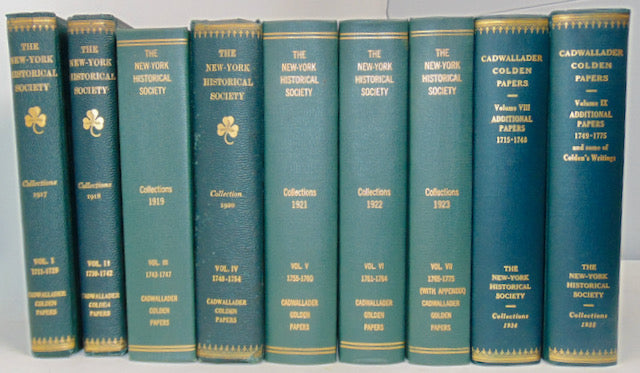 THE
NEW-YORK
HISTORICAL
SOCIETY
Collections
1917
VOL. I
1711-1729
CADWALLADER
COLDEN
PAPERS
THE
NEW-YORK
HISTORICAL
SOCIETY
Collections
1918
VOL. II
1730-1742
CADWALLADER
COLDEN
PAPERS
THE
NEW-YORK
HISTORICAL
SOCIETY
Collections
1919
VOL. III
1743-1747
CADWALLADER
COLDEN
PAPERS
THE
NEW-YORK
HISTORICAL
SOCIETY
Collection
1920
VOL. IV
1748-1754
CADWALLADER
COLDEN
PAPERS
THE
NEW-YORK
HISTORICAL
SOCIETY
Collections
1921
VOL. V
1755-1760
CADWALLADER
COLDEN
PAPERS
THE
NEW-YORK
HISTORICAL
SOCIETY
Collections
1922
VOL. VI
1761-1764
CADWALLADER
COLDEN
PAPERS
THE
NEW-YORK
HISTORICAL
SOCIETY
Collections
1923
VOL. VII
1765-1775
(WITH APPENDIX)
CADWALLADER
COLDEN
PAPERS
CADWALLADER
COLDEN
PAPERS
Volume VIII
ADDITIONAL
PAPERS
1715-1748
THE
NEW-YORK
HISTORICAL
SOCIETY
Collections
1934
CADWALLADER
COLDEN
PAPERS
Volume IX
ADDITIONAL
PAPERS
1749-1775
and some of
Colden's Writings
THE
NEW-YORK
HISTORICAL
SOCIETY
Collections
1935